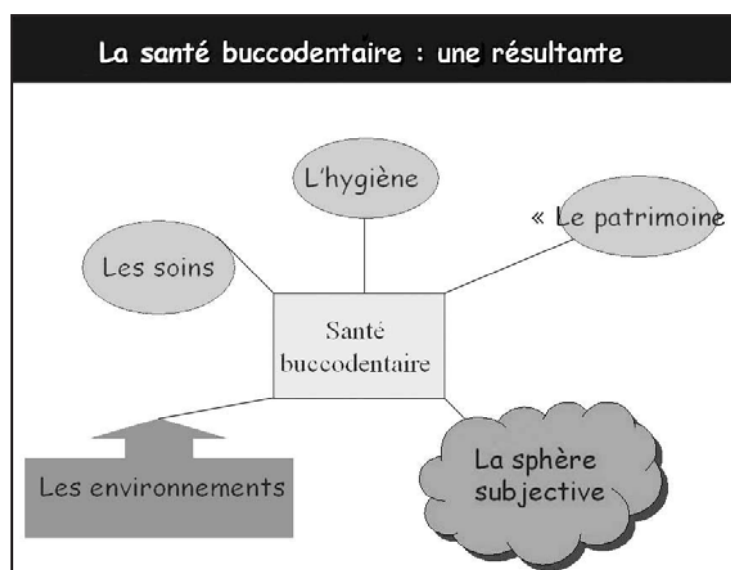 La santé buccodentaire : une résultante
L'hygiène
« Le patrimoine
Les soins
Santé
buccodentaire
Les environnements
La sphère
subjective